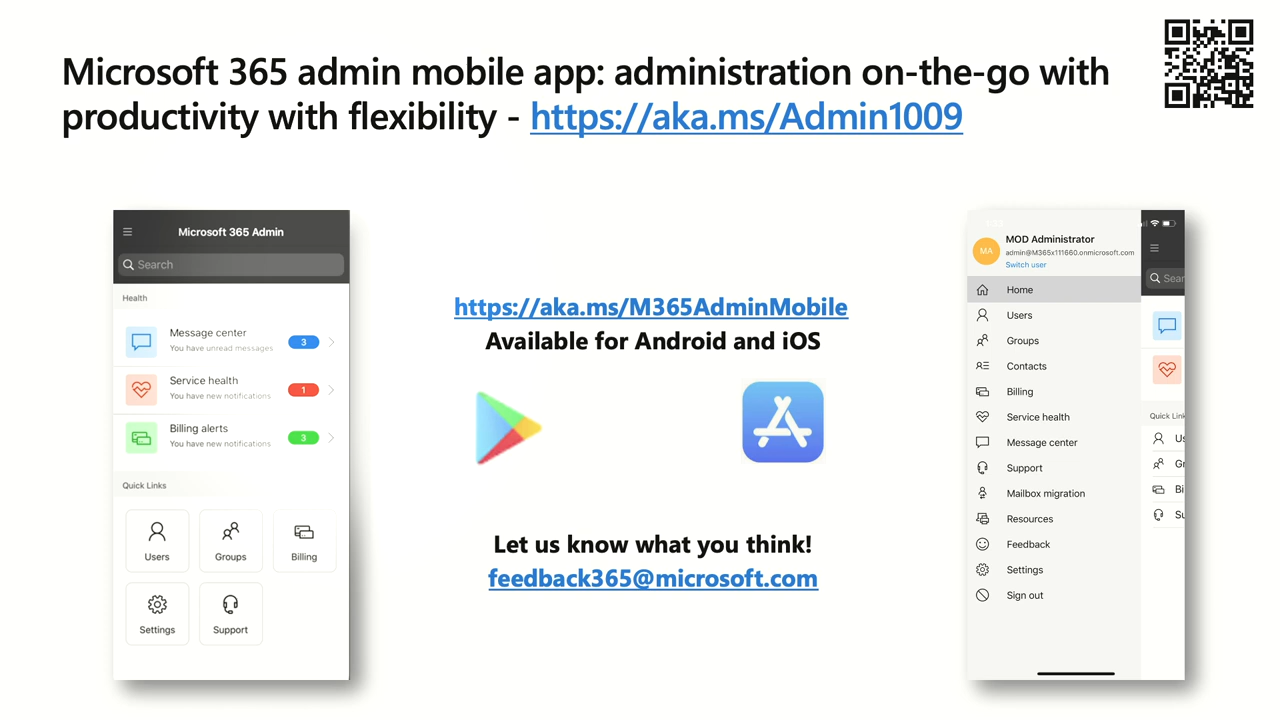 Microsoft 365 admin mobile app: administration on-the-go with
productivity with flexibility - https://aka.ms/Admin1009
Microsoft 365 Admin
Search
Health
Message center
You have unread messages
3
Service health
You have new notifications
1
Billing alerts
You have new notifications
3
Quick Links
Users
Groups
Billing
Settings
Support
https://aka.ms/M365AdminMobile
Available for Android and iOS
Let us know what you think!
feedback365@microsoft.com
MA
MOD Administrator
admin@M365x111660.onmicrosoft.com
Switch user
Home
Users
Groups
Contacts
Billing
Service health
Message center
Support
Mailbox migration
Resources
Feedback
Settings
Sign out
Sear
Quick Link
Us
Gr
Bi
Su